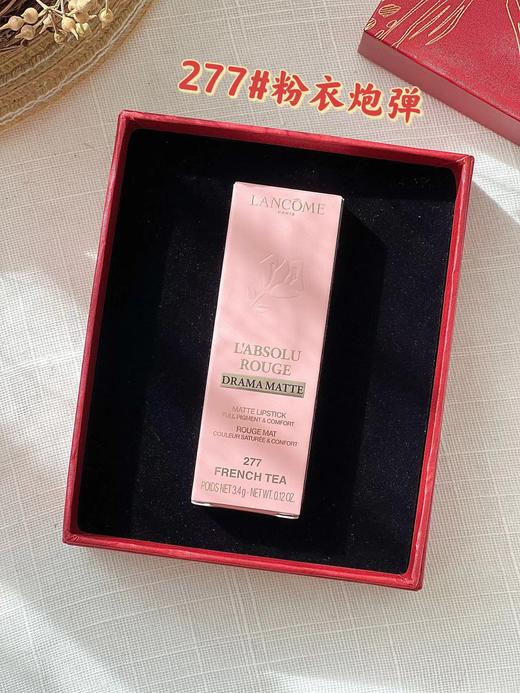 277#粉衣炮弹
LANCÔME
PARIS
L'ABSOLU
ROUGE
DRAMA MATTE
MATTE LIPSTICK
FULL PIGMENT & COMFORT
ROUGE MAT
COULEUR SATURÉE & CONFORT
277
FRENCH TEA
POIDS NET 3.4g - NET WT. 0.12 OZ.